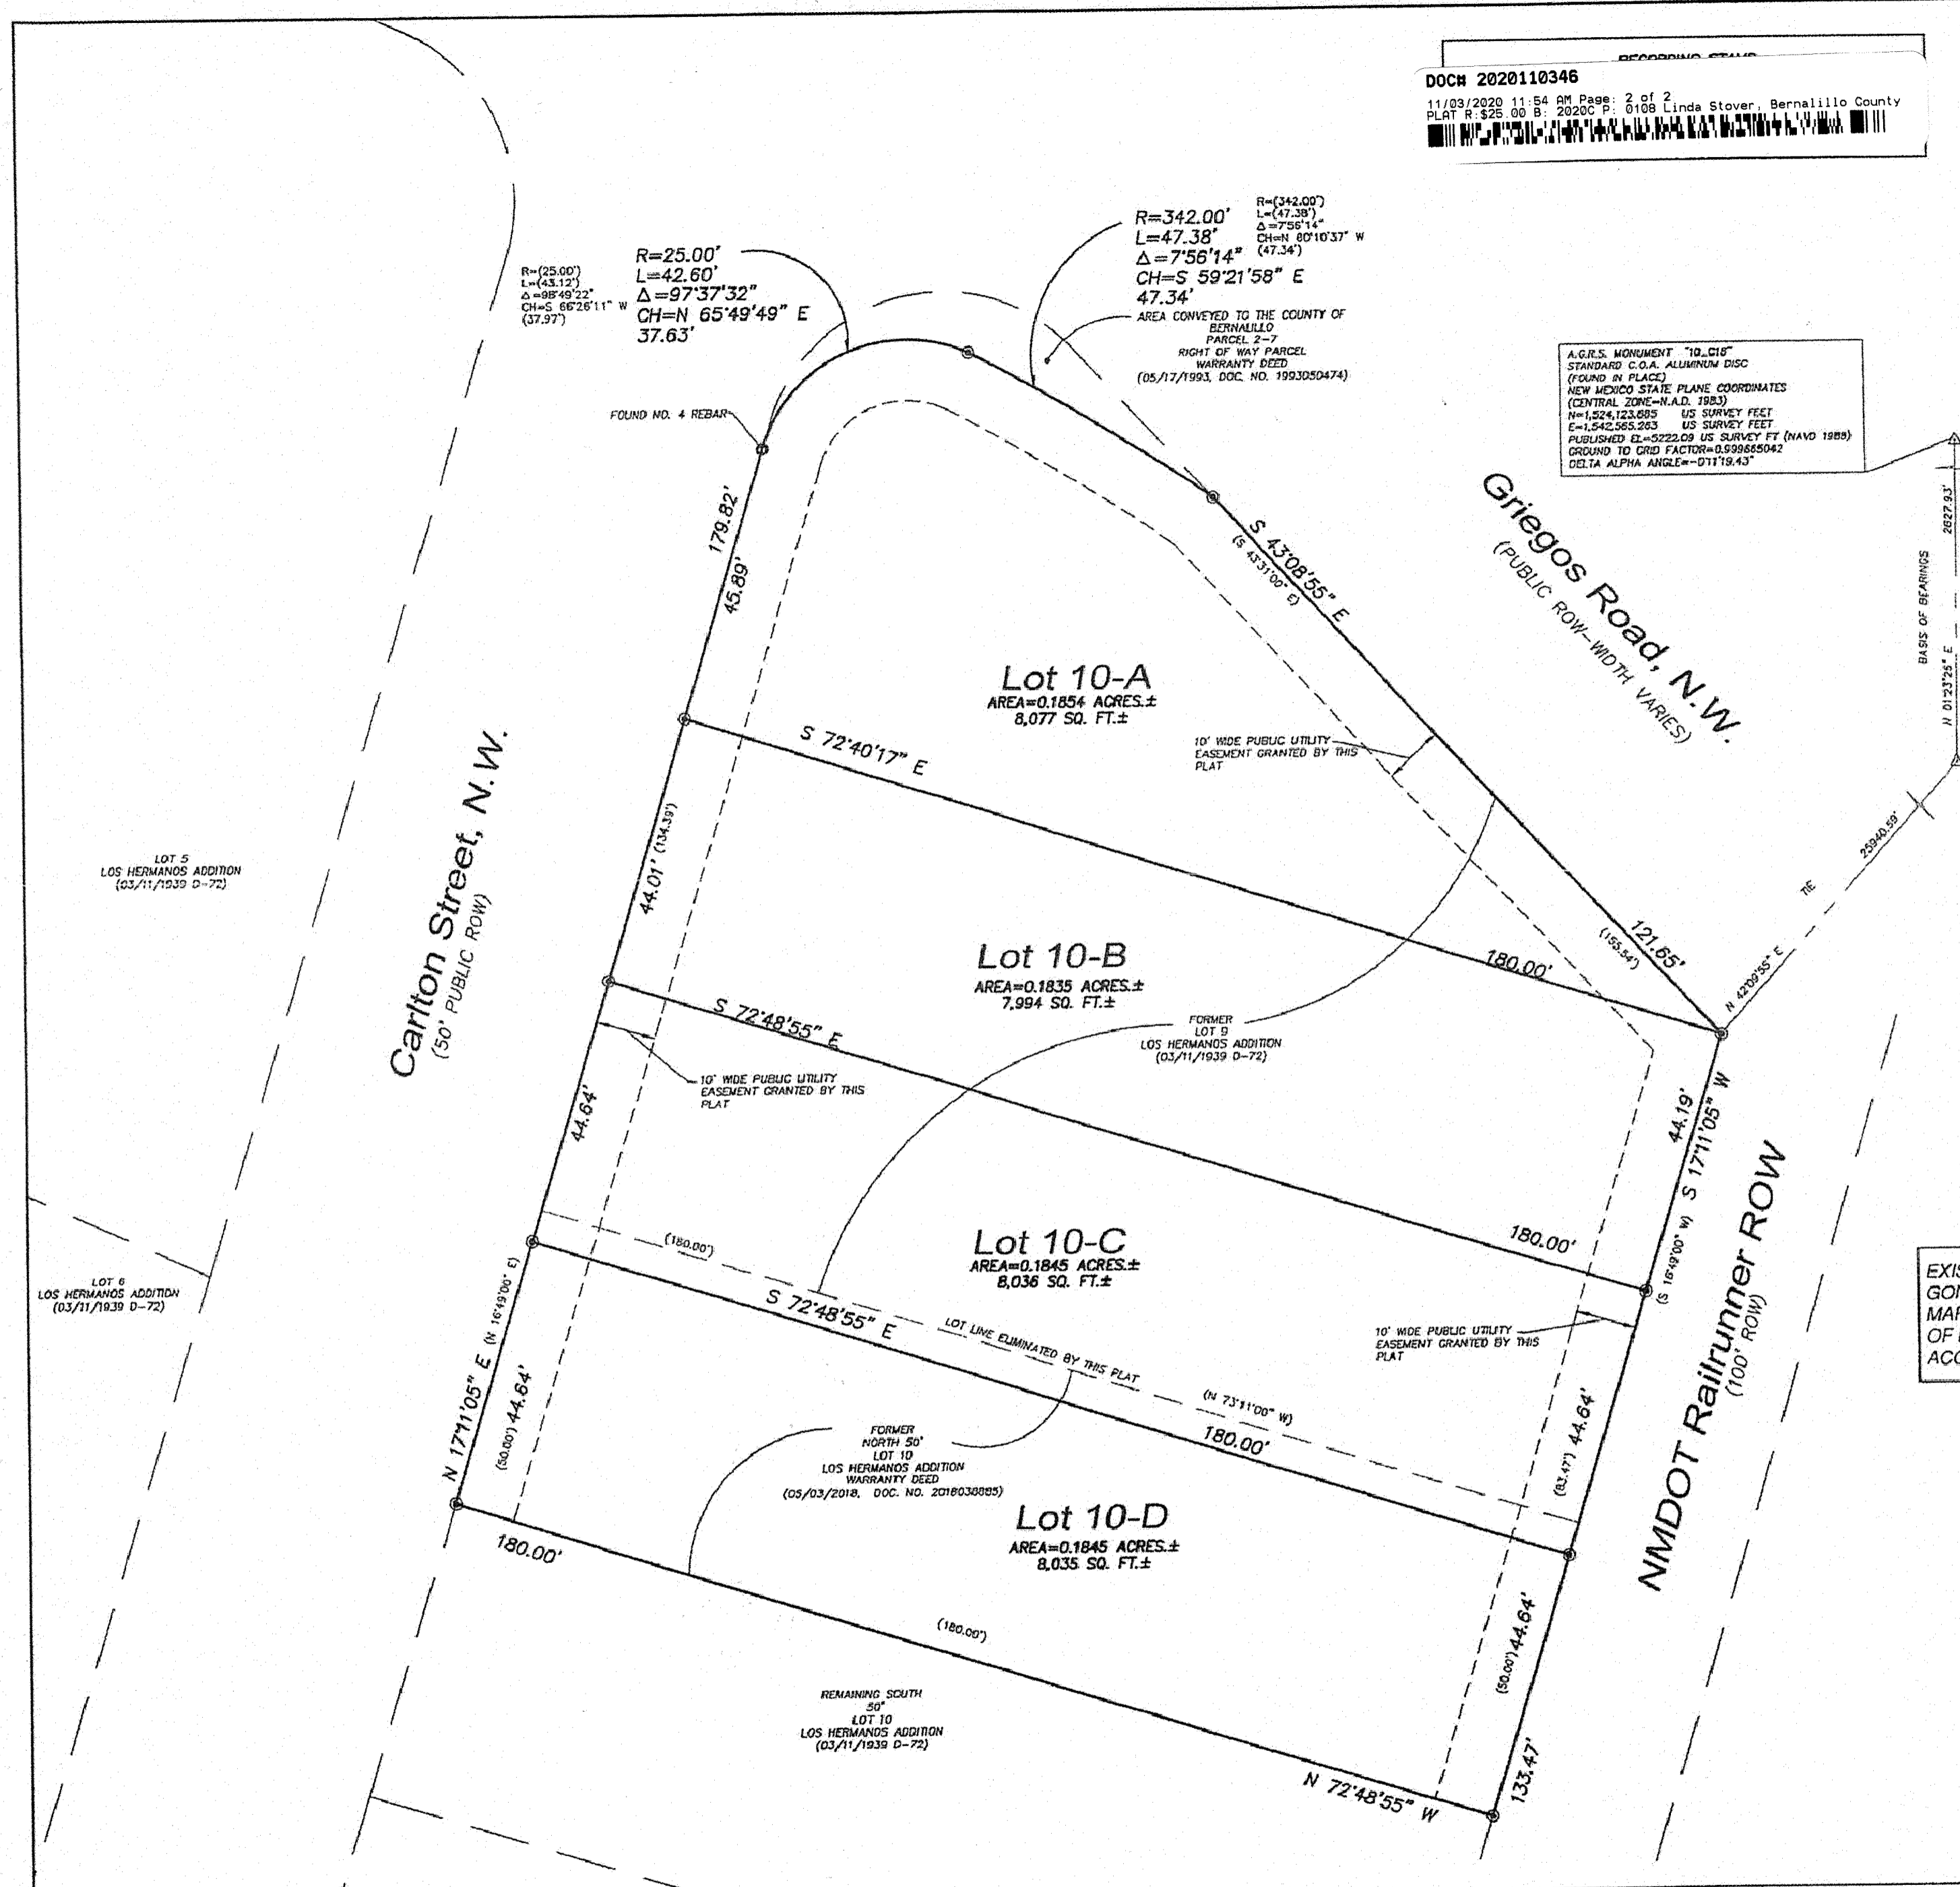 RECORDING STAMP
DOC# 2020110346
11/03/2020 11:54 AM Page: 2 of 2
PLAT R:$25.00 B: 2020C P: 0108 Linda Stover, Bernalillo County
R=(25.00')
L=(43.12')
Δ=98°49'22"
CH=S 66°26'11" W
(37.97')
R=25.00'
L=42.60'
Δ=97°37'32"
CH=N 65°49'49" E
37.63'
R=342.00'
L=47.38'
Δ=7°56'14"
CH=S 59°21'58" E
47.34'
R=(342.00')
L=(47.38')
Δ=7°56'14"
CH=N 80°10'37" W
(47.34')
AREA CONVEYED TO THE COUNTY OF
BERNALILLO
PARCEL 2-7
RIGHT OF WAY PARCEL
WARRANTY DEED
(05/17/1993, DOC. NO. 1993050474)
A.G.R.S. MONUMENT "10_C15"
STANDARD C.O.A. ALUMINUM DISC
(FOUND IN PLACE)
NEW MEXICO STATE PLANE COORDINATES
(CENTRAL ZONE-N.A.D. 1983)
N=1,524,123.685 US SURVEY FEET
E=1,542,565.263 US SURVEY FEET
PUBLISHED EL=5222.09 US SURVEY FT (NAVD 1988)
GROUND TO GRID FACTOR=0.999665042
DELTA ALPHA ANGLE=-0°11'19.43"
FOUND NO. 4 REBAR
179.82'
45.89'
S 43°08'55" E
(S 43°31'00" E)
Griegos Road, N.W.
(PUBLIC ROW-WIDTH VARIES)
BASIS OF BEARINGS
N 01°23'25" E
2627.93'
Lot 10-A
AREA=0.1854 ACRES.±
8,077 SQ. FT.±
10' WIDE PUBLIC UTILITY
EASEMENT GRANTED BY THIS
PLAT
S 72°40'17" E
180.00'
121.65'
(155.54')
N 42°09'55" E
TIE
25940.59'
Carlton Street, N.W.
(50' PUBLIC ROW)
LOT 5
LOS HERMANOS ADDITION
(03/11/1939 D-72)
44.01' (134.39')
Lot 10-B
AREA=0.1835 ACRES.±
7,994 SQ. FT.±
S 72°48'55" E
180.00'
FORMER
LOT 9
LOS HERMANOS ADDITION
(03/11/1939 D-72)
10' WIDE PUBLIC UTILITY
EASEMENT GRANTED BY THIS
PLAT
44.64'
44.19'
S 17°11'05" W
(S 16°49'00" W)
NMDOT Railrunner ROW
(100' ROW)
LOT 6
LOS HERMANOS ADDITION
(03/11/1939 D-72)
(180.00')
Lot 10-C
AREA=0.1845 ACRES.±
8,036 SQ. FT.±
S 72°48'55" E
LOT LINE ELIMINATED BY THIS PLAT
(N 73°11'00" W)
180.00'
10' WIDE PUBLIC UTILITY
EASEMENT GRANTED BY THIS
PLAT
N 17°11'05" E (N 16°49'00" E)
(50.00') 44.64'
(83.47') 44.64'
FORMER
NORTH 50'
LOT 10
LOS HERMANOS ADDITION
WARRANTY DEED
(05/03/2018, DOC. NO. 2018038885)
Lot 10-D
AREA=0.1845 ACRES.±
8,035 SQ. FT.±
180.00'
(180.00')
N 72°48'55" W
(50.00') 44.64'
133.47'
REMAINING SOUTH
50'
LOT 10
LOS HERMANOS ADDITION
(03/11/1939 D-72)
EXIS
GON
MAR
OF
ACC